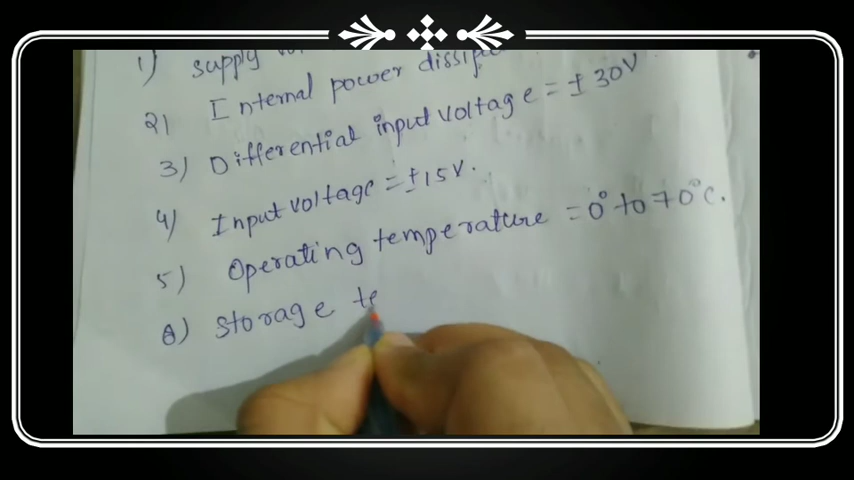 1) supply
2) Internal power
3) Differential input voltage = ± 30V
4) Input voltage = ±15V.
5) Operating temperature = 0° to 70°C.
6) Storage te